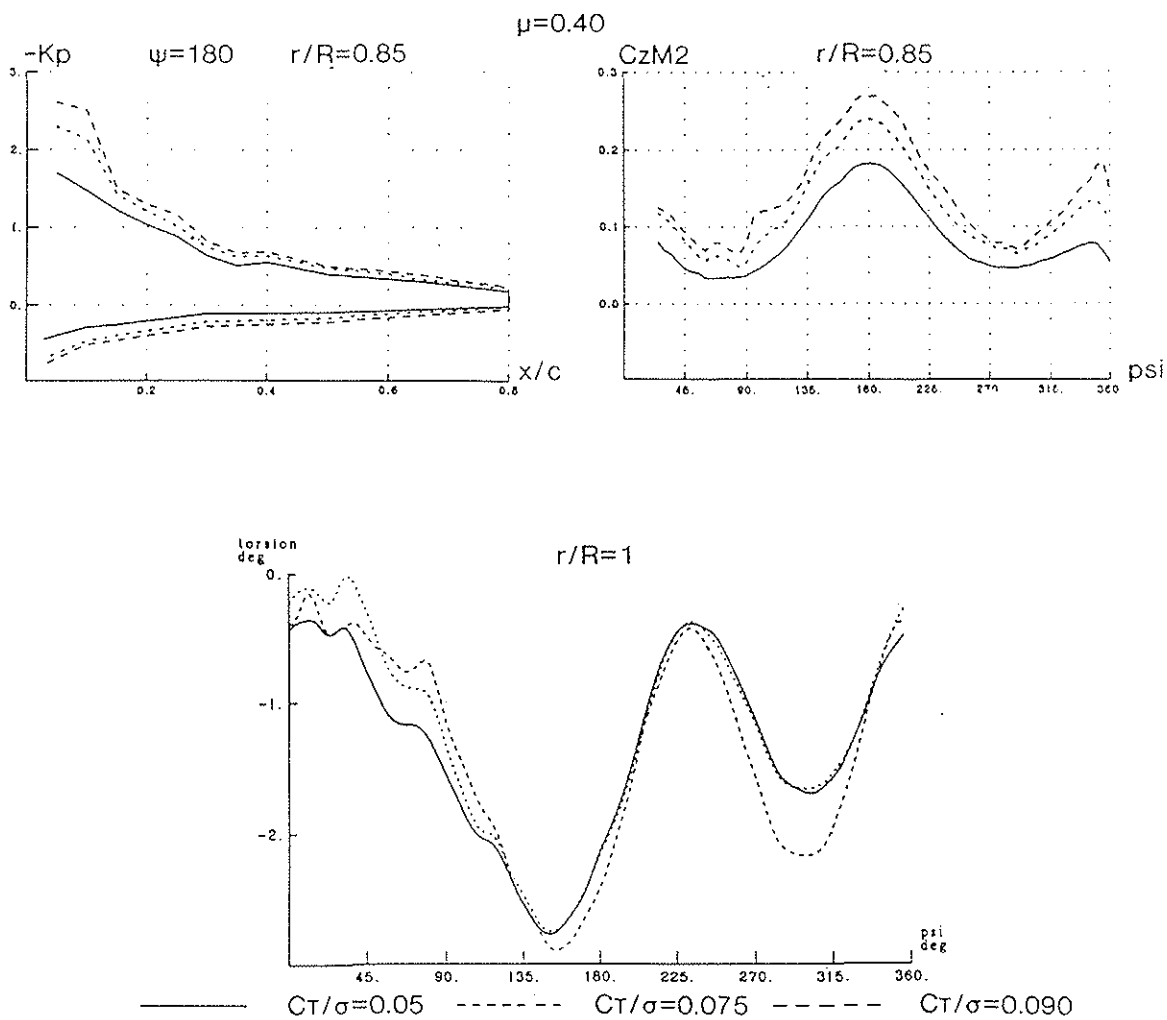 μ=0.40
-Kp ψ=180 r/R=0.85
CzM2 r/R=0.85
3.
2.
1.
0.
0.2 0.4 0.6 0.8
x/c
0.3
0.2
0.1
0.0
45. 90. 135. 180. 225. 270. 315. 360
psi
torsion
deg
r/R=1
0.
-1.
-2.
psi
deg
45. 90. 135. 180. 225. 270. 315. 360.
CT/σ=0.05 CT/σ=0.075 CT/σ=0.090